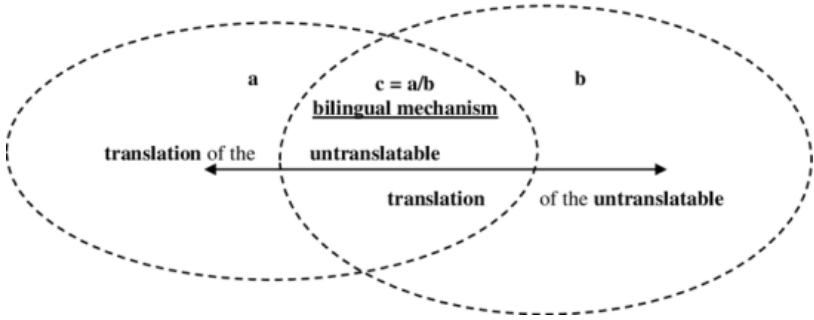 a
c = a/b
b
bilingual mechanism
translation of the untranslatable
translation of the untranslatable